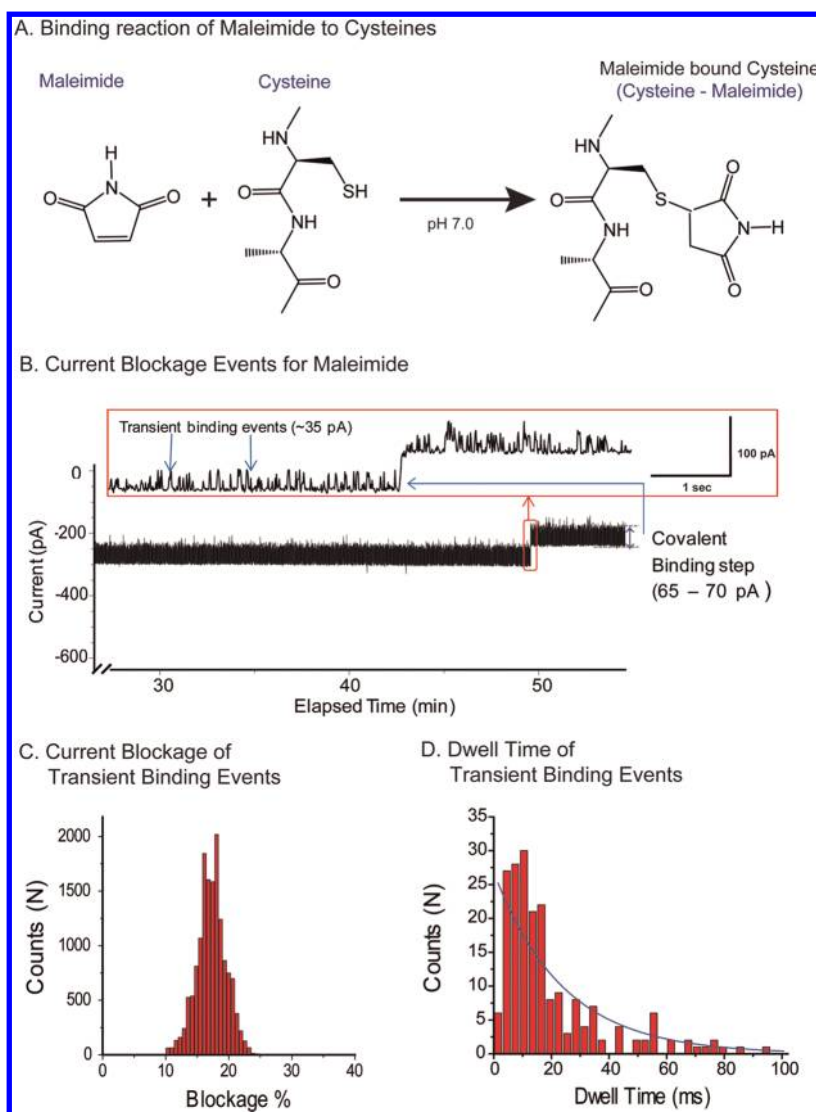 A. Binding reaction of Maleimide to Cysteines
Maleimide
Cysteine
Maleimide bound Cysteine
(Cysteine - Maleimide)
H
N
O
O
+
HN
O
SH
HN
O
pH 7.0
HN
O
S
HN
O
O
N
H
O
B. Current Blockage Events for Maleimide
Transient binding events (~35 pA)
100 pA
1 sec
Covalent
Binding step
(65 – 70 pA )
Current(pA)
0
-200
-400
-600
30
40
50
Elapsed Time (min)
C. Current Blockage of
Transient Binding Events
Counts (N)
2000
1500
1000
500
0
0
10
20
30
40
Blockage %
D. Dwell Time of
Transient Binding Events
Counts (N)
35
30
25
20
15
10
5
0
0
20
40
60
80
100
Dwell Time (ms)